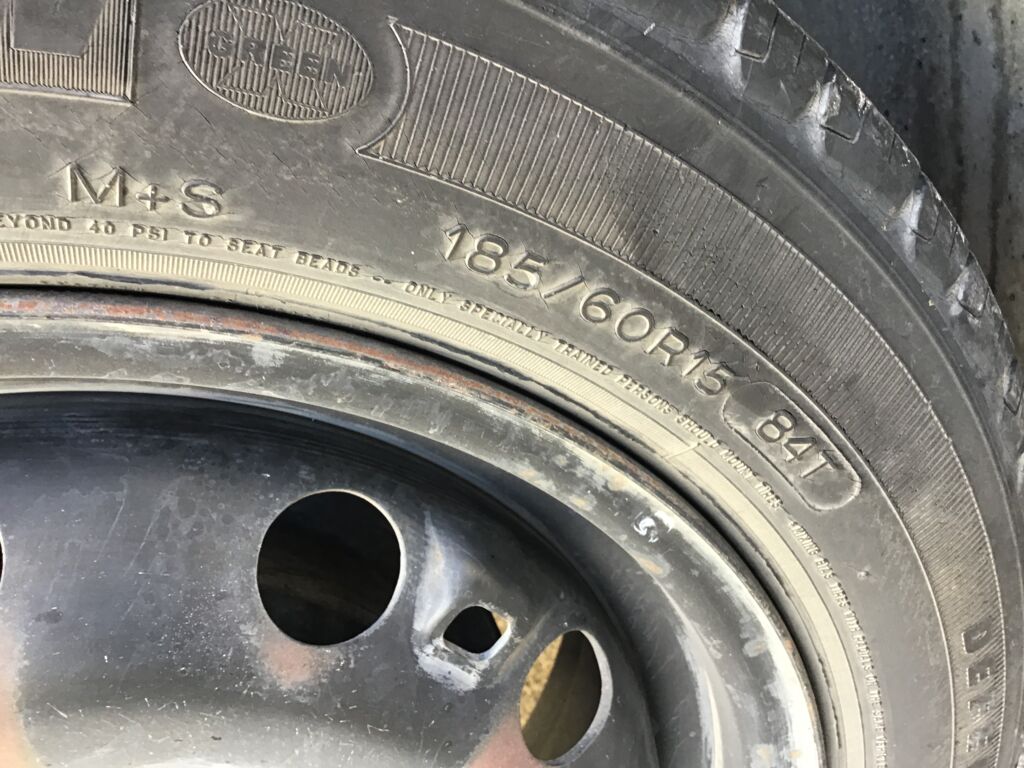 GREEN
M+S
185/60R15 84T
EYOND 40 PSI TO SEAT BEADS -- ONLY SPECIALLY TRAINED PERSONS SHOULD MOUNT TIRES.